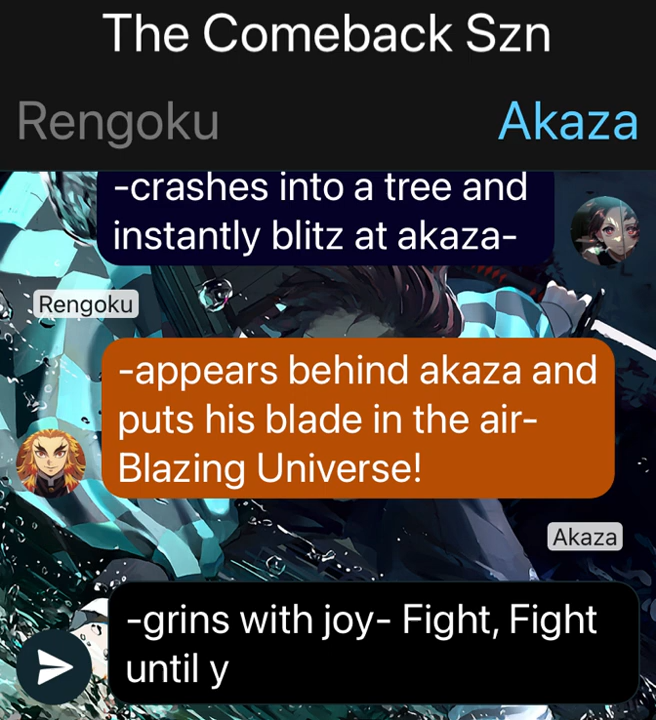 The Comeback Szn
Rengoku Akaza
-crashes into a tree and
instantly blitz at akaza-
Rengoku
-appears behind akaza and
puts his blade in the air-
Blazing Universe!
Akaza
-grins with joy- Fight, Fight
until y